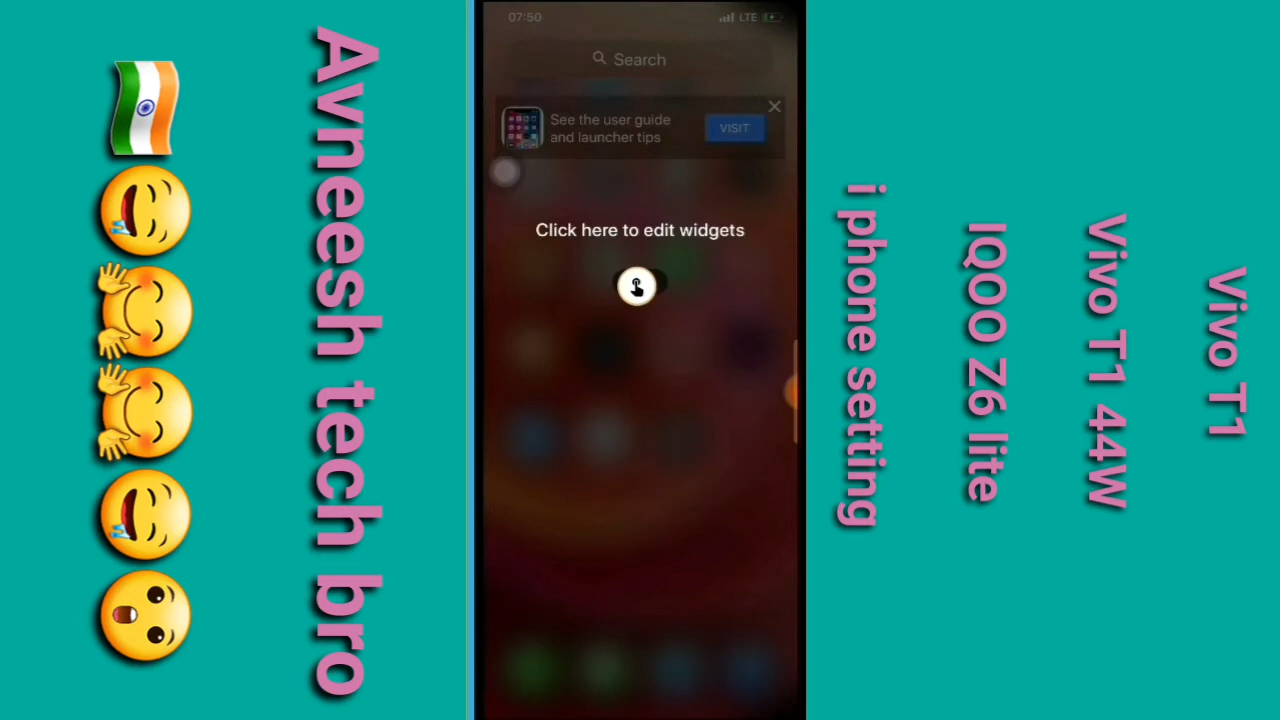 Avneesh tech bro
07:50
LTE
Search
See the user guide
and launcher tips
VISIT
Click here to edit widgets
Vivo T1
Vivo T1 44W
IQOO Z6 lite
i phone setting